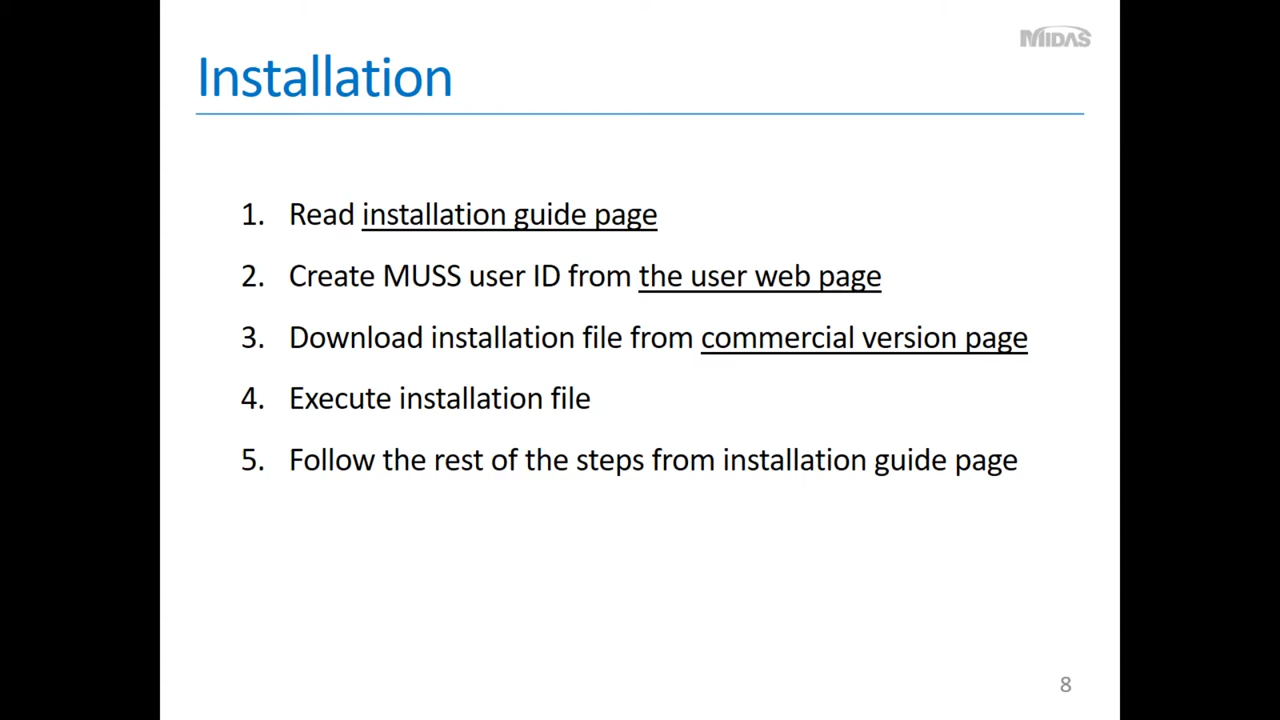 MIDAS
Installation
1. Read installation guide page
2. Create MUSS user ID from the user web page
3. Download installation file from commercial version page
4. Execute installation file
5. Follow the rest of the steps from installation guide page
8